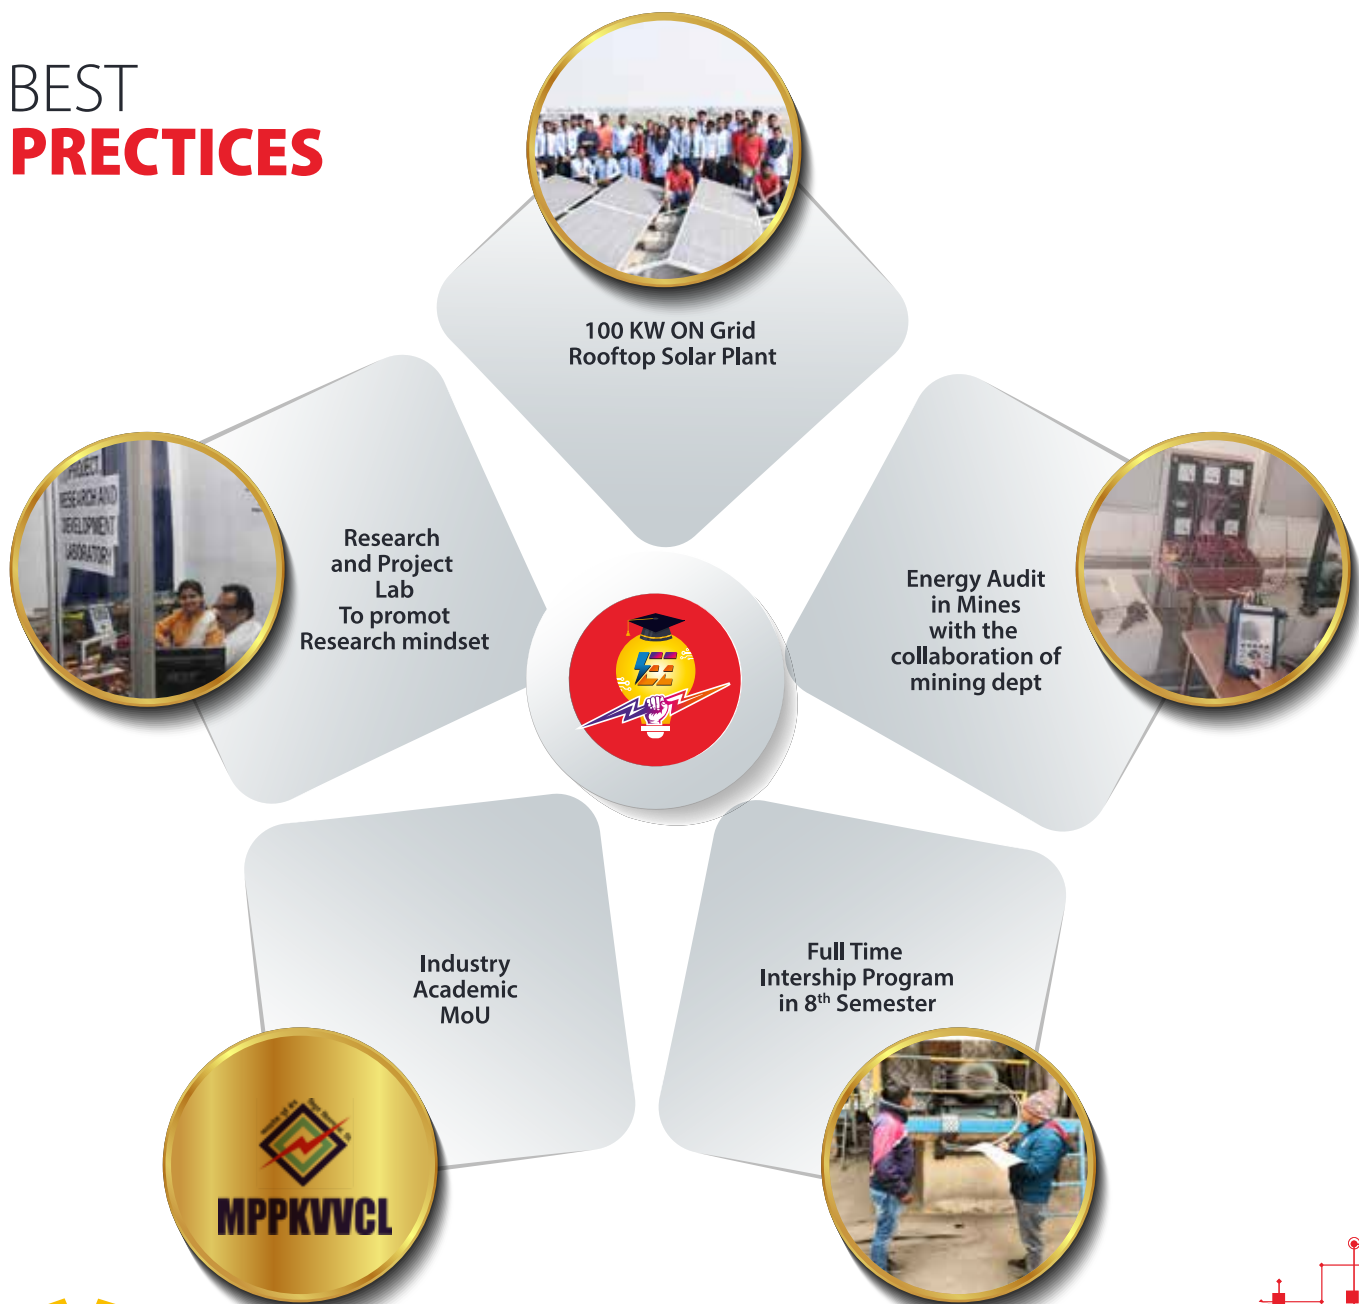 BEST
PRECTICES
100 KW ON Grid
Rooftop Solar Plant
PROJECT
RESEARCH AND
DEVELOPMENT
LABORATORY
Research
and Project
Lab
To promot
Research mindset
Energy Audit
in Mines
with the
collaboration of
mining dept
EE
Industry
Academic
MoU
Full Time
Intership Program
in 8th Semester
MPPKVVCL